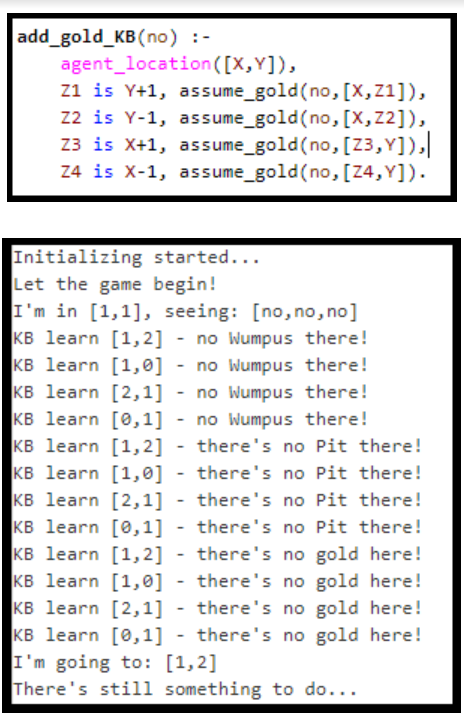 add_gold_KB(no) :-
agent_location([X,Y]),
Z1 is Y+1, assume_gold(no,[X,Z1]),
Z2 is Y-1, assume_gold(no,[X,Z2]),
Z3 is X+1, assume_gold(no,[Z3,Y]),
Z4 is X-1, assume_gold(no,[Z4,Y]).
Initializing started...
Let the game begin!
I'm in [1,1], seeing: [no,no,no]
KB learn [1,2] - no Wumpus there!
KB learn [1,0] - no Wumpus there!
KB learn [2,1] - no Wumpus there!
KB learn [0,1] - no Wumpus there!
KB learn [1,2] - there's no Pit there!
KB learn [1,0] - there's no Pit there!
KB learn [2,1] - there's no Pit there!
KB learn [0,1] - there's no Pit there!
KB learn [1,2] - there's no gold here!
KB learn [1,0] - there's no gold here!
KB learn [2,1] - there's no gold here!
KB learn [0,1] - there's no gold here!
I'm going to: [1,2]
There's still something to do...